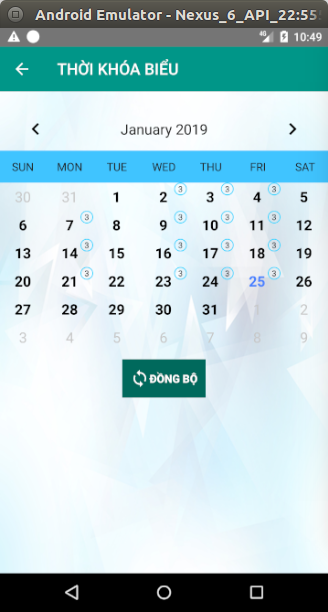 Android Emulator - Nexus_6_API_22:555
4G 10:49
THỜI KHÓA BIỂU
January 2019
SUN MON TUE WED THU FRI SAT
30 31 1 2 3 3 3 4 3 5
6 7 3 8 9 3 10 3 11 3 12
13 14 3 15 16 3 17 3 18 3 19
20 21 3 22 23 3 24 3 25 3 26
27 28 29 30 31 1 2
3 4 5 6 7 8 9
ĐỒNG BỘ